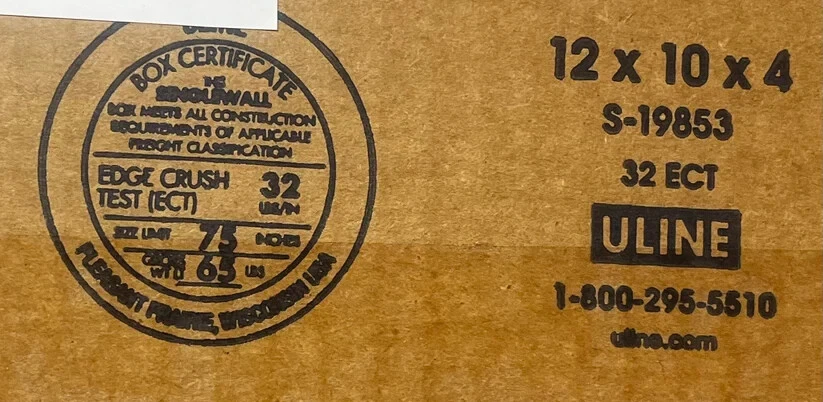 ULINE
BOX CERTIFICATE
THE
SINGLEWALL
BOX MEETS ALL CONSTRUCTION
REQUIREMENTS OF APPLICABLE
FREIGHT CLASSIFICATION
EDGE CRUSH
TEST (ECT)
32
LBS/IN
SIZE LIMIT 75 INCHES
GROSS
WT LT 65 LBS
PLEASANT PRAIRIE, WISCONSIN USA
12 x 10 x 4
S-19853
32 ECT
ULINE
1-800-295-5510
uline.com